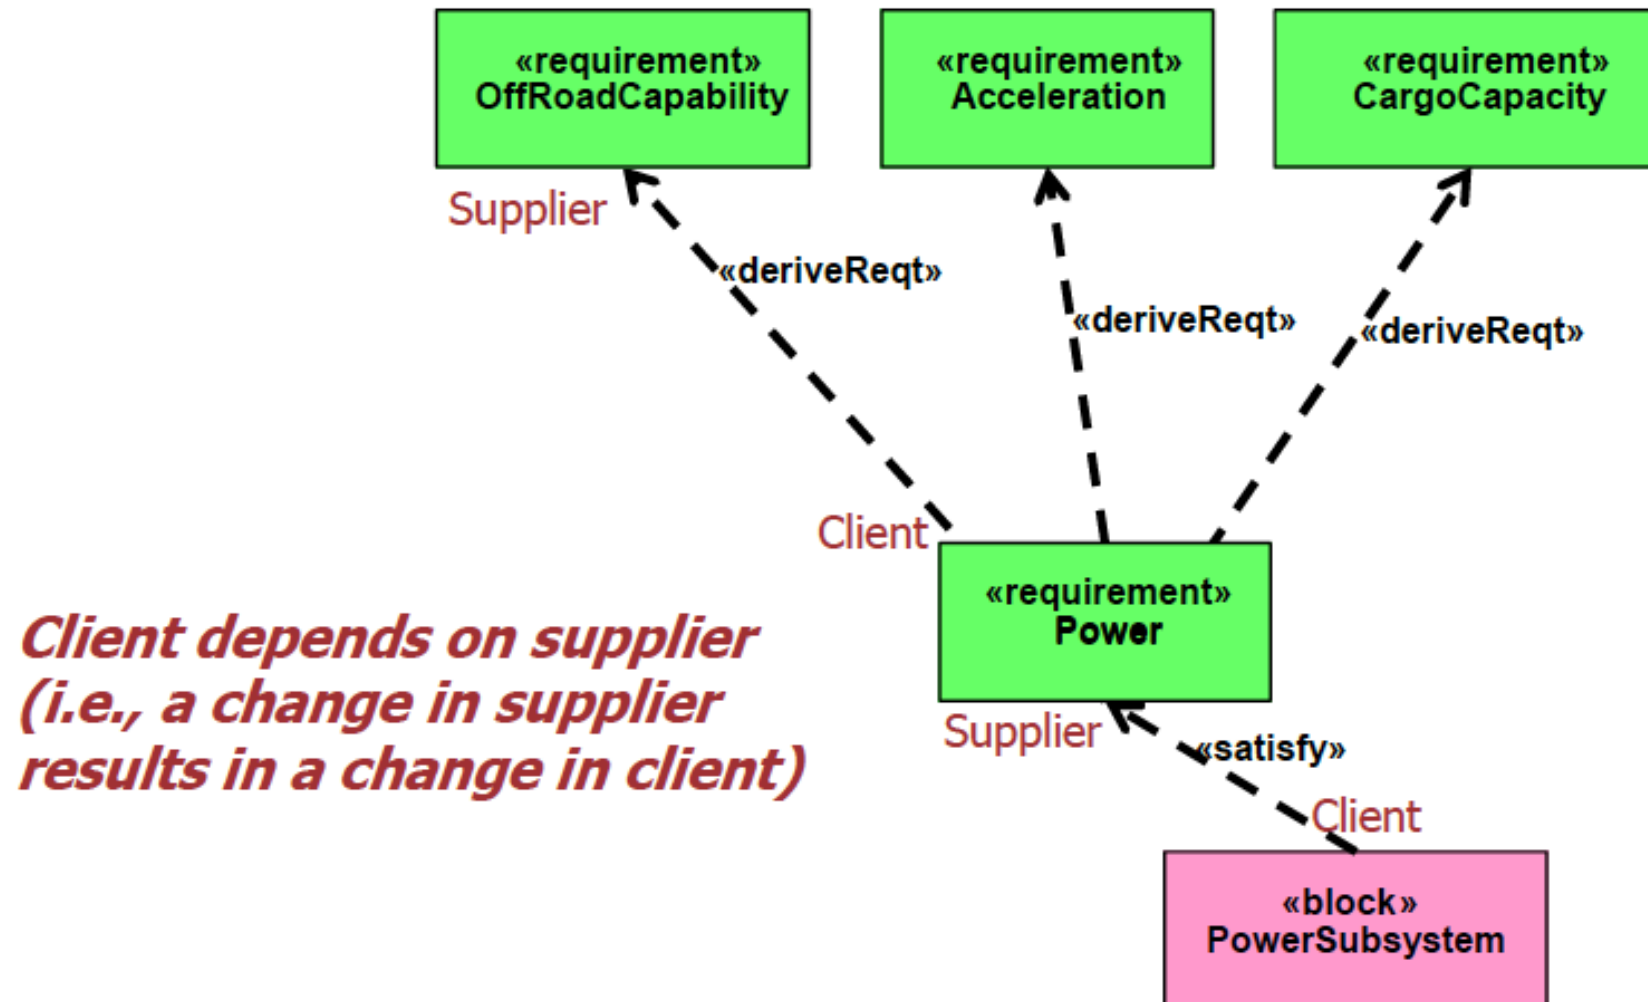 «requirement»
OffRoadCapability
«requirement»
Acceleration
«requirement»
CargoCapacity
Supplier
«deriveReqt»
«deriveReqt»
«deriveReqt»
Client
«requirement»
Power
Client depends on supplier
(i.e., a change in supplier
results in a change in client)
Supplier
«satisfy»
Client
«block»
PowerSubsystem